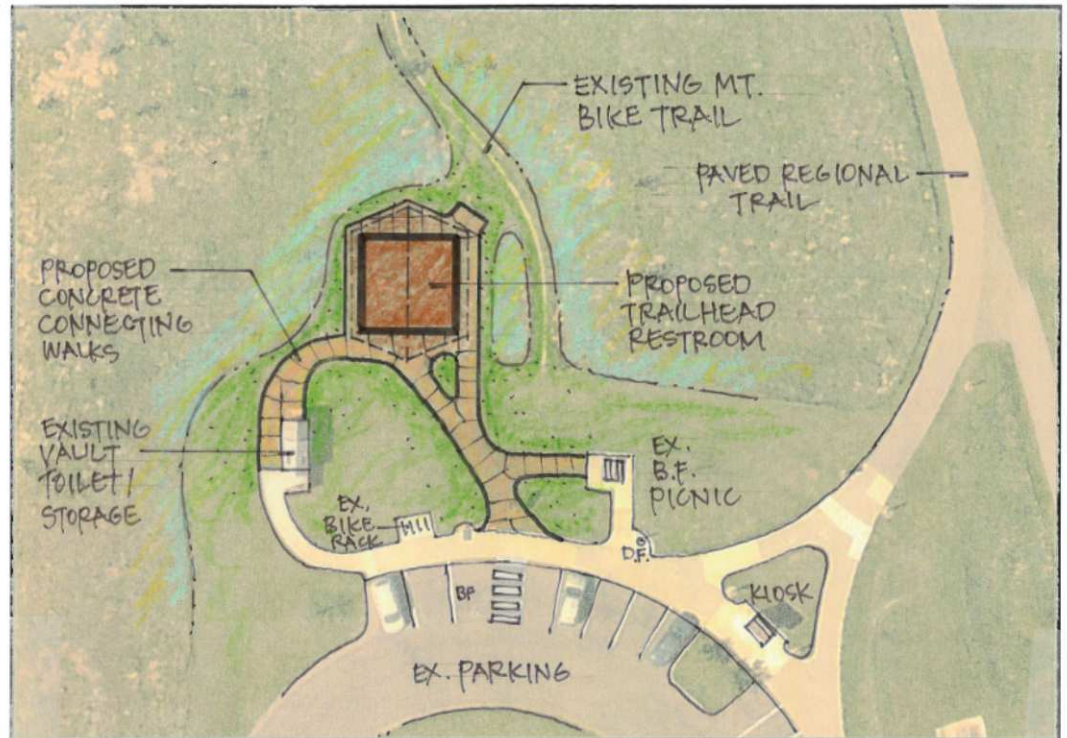 EXISTING MT.
BIKE TRAIL
PAVED REGIONAL
TRAIL
PROPOSED
CONCRETE
CONNECTING
WALKS
PROPOSED
TRAILHEAD
RESTROOM
EXISTING
VAULT
TOILET/
STORAGE
EX.
B.F.
PICNIC
EX.
BIKE
RACK
D.F.
BF
KIOSK
EX. PARKING